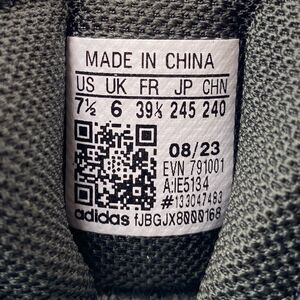 MADE IN CHINA
US UK FR JP CHN
7½ 6 39⅓ 245 240
08/23
EVN 791001
A:IE5134
#133047483
adidas fJBGJX8000168